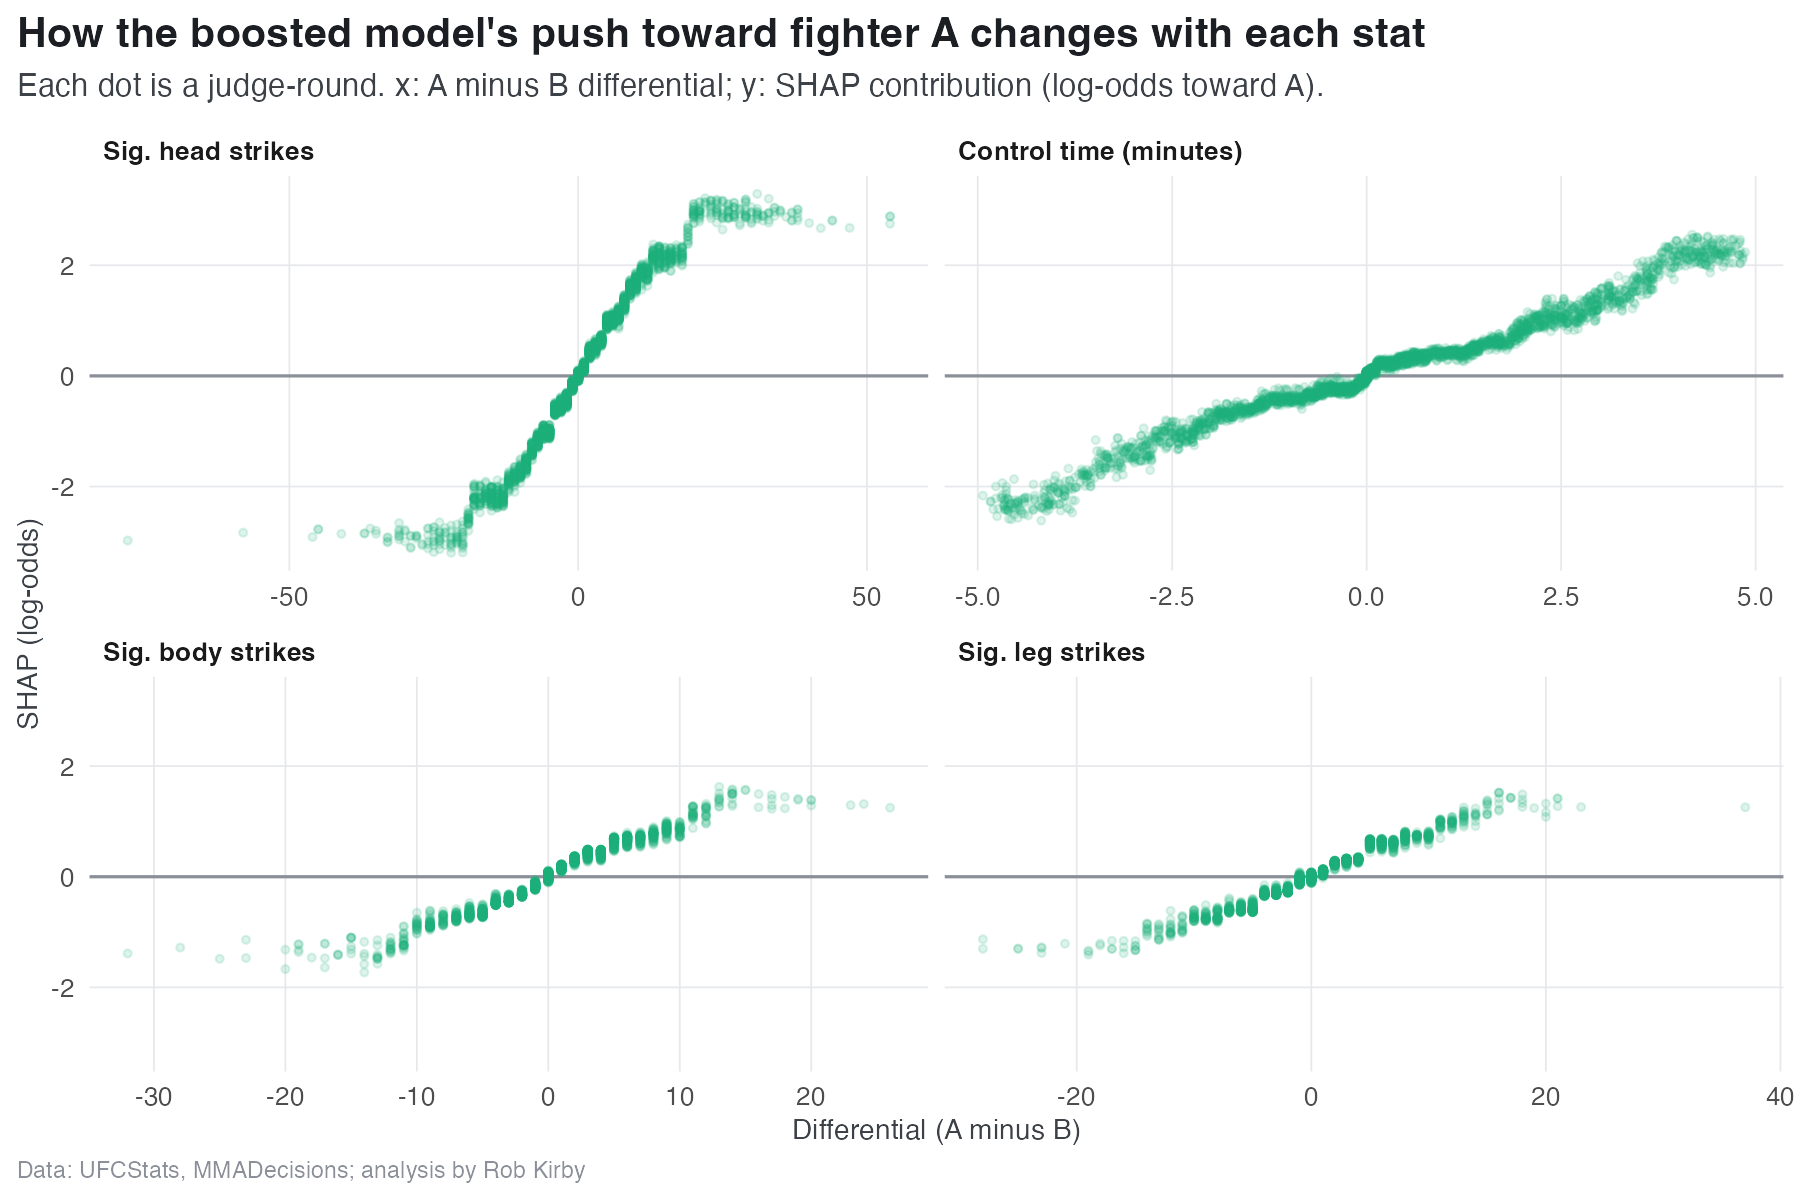 How the boosted model's push toward fighter A changes with each stat
Each dot is a judge-round. x: A minus B differential; y: SHAP contribution (log-odds toward A).
Sig. head strikes
Control time (minutes)
2
0
-2
-50
0
50
-5.0
-2.5
0.0
2.5
5.0
SHAP (log-odds)
Sig. body strikes
Sig. leg strikes
2
0
-2
-30
-20
-10
0
10
20
-20
0
20
40
Differential (A minus B)
Data: UFCStats, MMADecisions; analysis by Rob Kirby